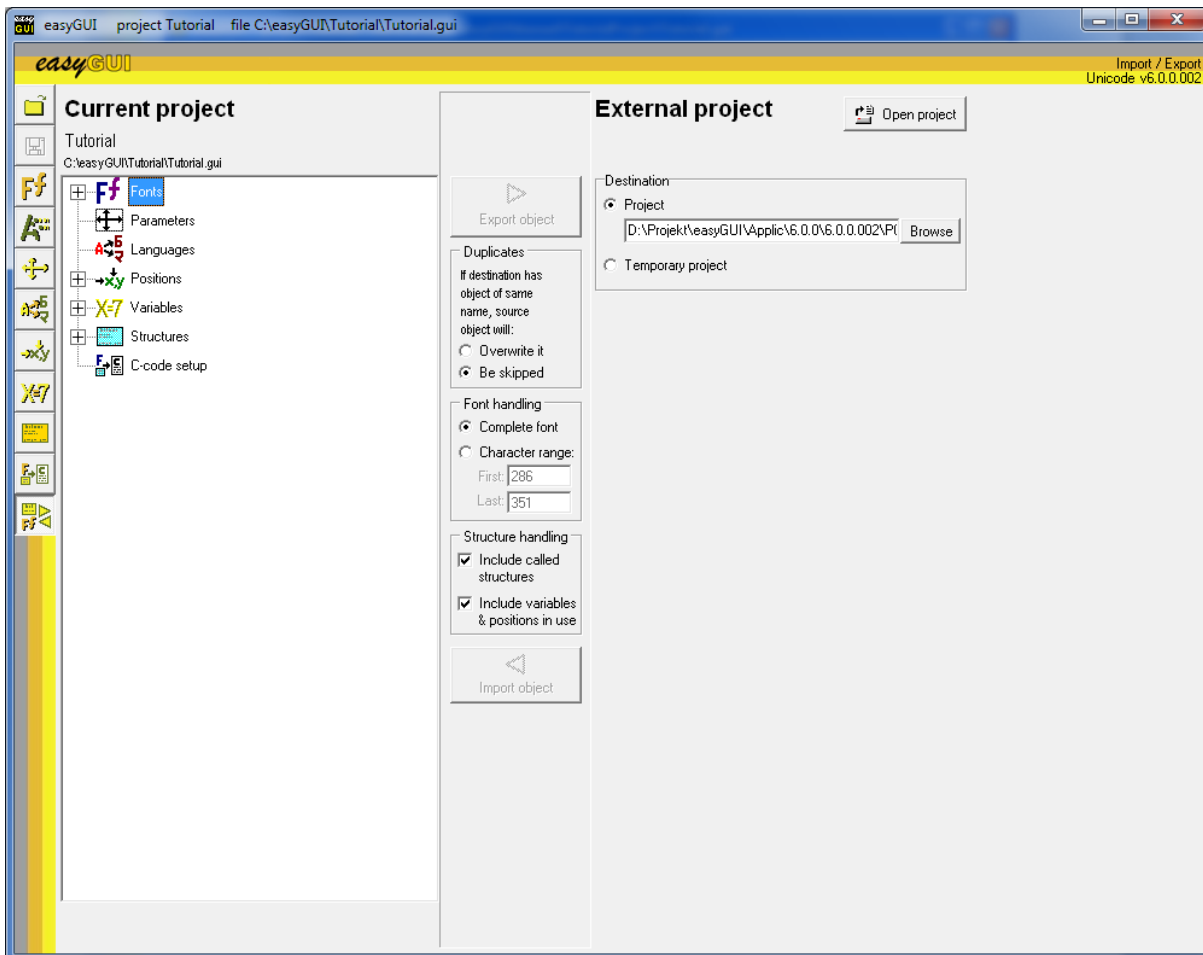 easyGUI project Tutorial file C:\easyGUI\Tutorial\Tutorial.gui
easyGUI
Import / Export
Unicode v6.0.0.002
Current project
Tutorial
C:\easyGUI\Tutorial\Tutorial.gui
Fonts
Parameters
Languages
Positions
Variables
Structures
C-code setup
Export object
Duplicates
If destination has
object of same
name, source
object will:
Overwrite it
Be skipped
Font handling
Complete font
Character range:
First: 286
Last: 351
Structure handling
Include called
structures
Include variables
& positions in use
Import object
External project
Open project
Destination
Project
D:\Projekt\easyGUI\Applic\6.0.0\6.0.0.002\P(
Browse
Temporary project